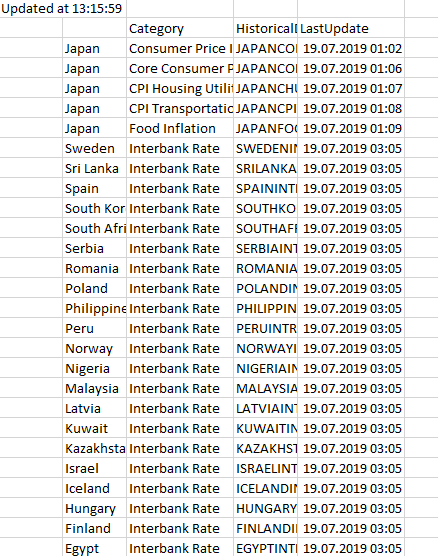 Updated at 13:15:59
Category HistoricalD LastUpdate
Japan Consumer Price I JAPANCO 19.07.2019 01:02
Japan Core Consumer P JAPANCO 19.07.2019 01:06
Japan CPI Housing Utilit JAPANCHU 19.07.2019 01:07
Japan CPI Transportatio JAPANCPI 19.07.2019 01:08
Japan Food Inflation JAPANFOO 19.07.2019 01:09
Sweden Interbank Rate SWEDENIN 19.07.2019 03:05
Sri Lanka Interbank Rate SRILANKA 19.07.2019 03:05
Spain Interbank Rate SPAININT 19.07.2019 03:05
South Kor Interbank Rate SOUTHKO 19.07.2019 03:05
South Afri Interbank Rate SOUTHAFF 19.07.2019 03:05
Serbia Interbank Rate SERBIAINT 19.07.2019 03:05
Romania Interbank Rate ROMANIA 19.07.2019 03:05
Poland Interbank Rate POLANDIN 19.07.2019 03:05
Philippine Interbank Rate PHILIPPIN 19.07.2019 03:05
Peru Interbank Rate PERUINTR 19.07.2019 03:05
Norway Interbank Rate NORWAYI 19.07.2019 03:05
Nigeria Interbank Rate NIGERIAIN 19.07.2019 03:05
Malaysia Interbank Rate MALAYSIA 19.07.2019 03:05
Latvia Interbank Rate LATVIAINT 19.07.2019 03:05
Kuwait Interbank Rate KUWAITIN 19.07.2019 03:05
Kazakhsta Interbank Rate KAZAKHST 19.07.2019 03:05
Israel Interbank Rate ISRAELINT 19.07.2019 03:05
Iceland Interbank Rate ICELANDIN 19.07.2019 03:05
Hungary Interbank Rate HUNGARY 19.07.2019 03:05
Finland Interbank Rate FINLANDI 19.07.2019 03:05
Egypt Interbank Rate EGYPTINT 19.07.2019 03:05